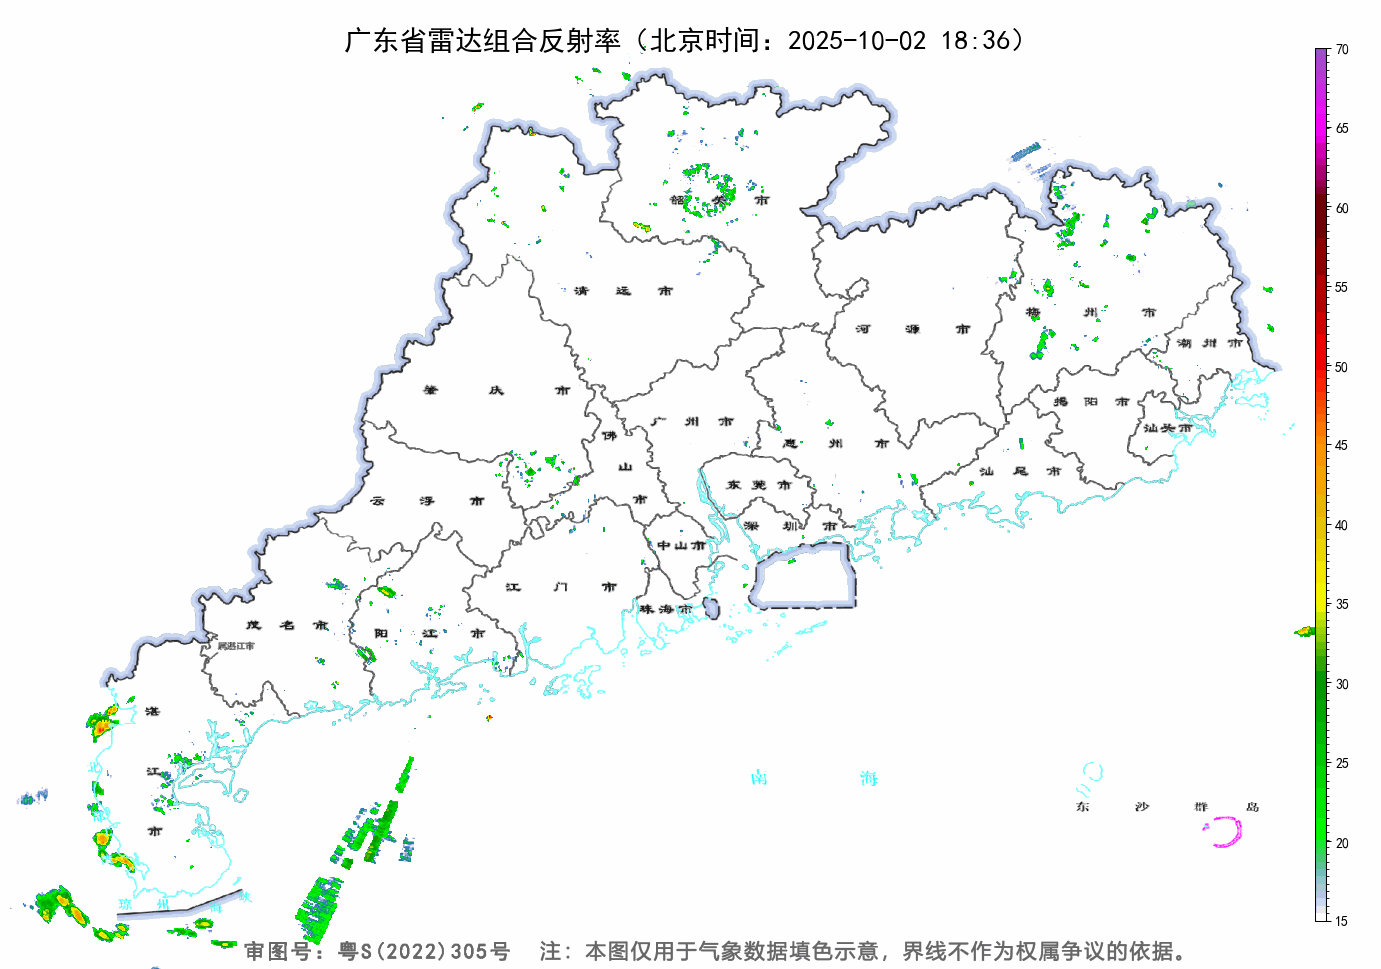 广东省雷达组合反射率（北京时间：2025-10-02 18:36）
70
65
60
55
50
45
40
35
30
25
20
15
韶关市
清远市
河源市
梅州市
潮州市
肇庆市
广州市
佛山市
惠州市
揭阳市
汕头市
汕尾市
东莞市
云浮市
深圳市
中山市
江门市
珠海市
茂名市
阳江市
属湛江市
湛江市
南海
东沙群岛
北
琼州海峡
审图号：粤S(2022)305号 注：本图仅用于气象数据填色示意，界线不作为权属争议的依据。